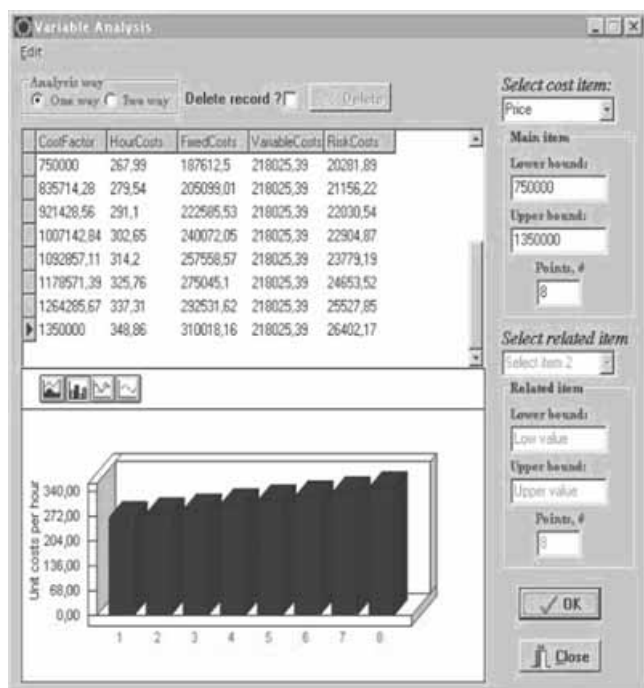 Variable Analysis
Edit
Analysis way
One way Two way
Delete record ?
Delete
Select cost item:
Price
CostFactor HourCosts FixedCosts VariableCosts RiskCosts
750000 267,99 187612,5 218025,39 20281,89
835714,28 279,54 205099,01 218025,39 21156,22
921428,56 291,1 222585,53 218025,39 22030,54
1007142,84 302,65 240072,05 218025,39 22904,87
1092857,11 314,2 257558,57 218025,39 23779,19
1178571,39 325,76 275045,1 218025,39 24653,52
1264285,67 337,31 292531,62 218025,39 25527,85
1350000 348,86 310018,16 218025,39 26402,17
Main item
Lower bound:
750000
Upper bound:
1350000
Points, #
8
Select related item
Select item 2
Related item
Lower bound:
Low value
Upper bound:
Upper value
Points, #
8
OK
Close
Unit costs per hour
340,00
272,00
204,00
136,00
68,00
0,00
1 2 3 4 5 6 7 8